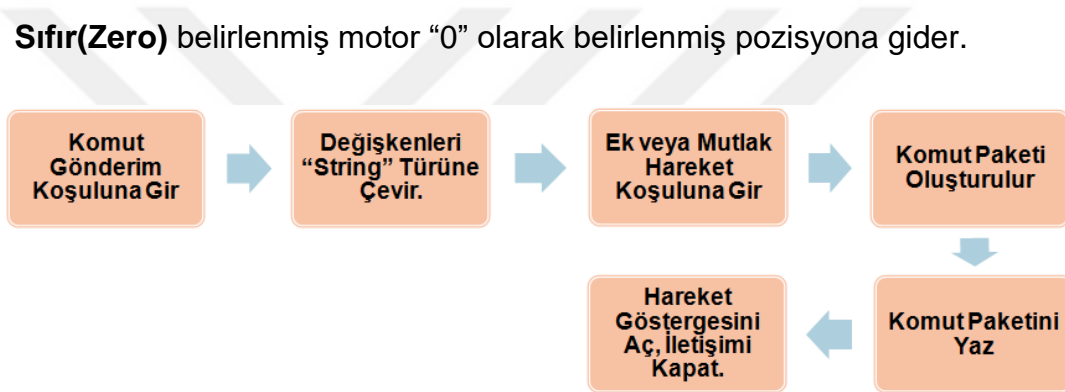 Sıfır(Zero) belirlenmiş motor “0” olarak belirlenmiş pozisyona gider.
Komut
Gönderim
Koşuluna Gir
Değişkenleri
“String” Türüne
Çevir.
Ek veya Mutlak
Hareket
Koşuluna Gir
Komut Paketi
Oluşturulur
Komut Paketini
Yaz
Hareket
Göstergesini
Aç, İletişimi
Kapat.